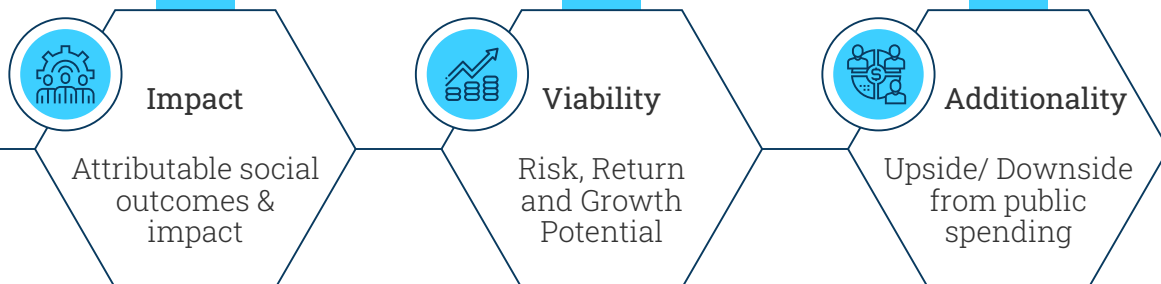 Impact
Attributable social
outcomes &
impact
Viability
Risk, Return
and Growth
Potential
Additionality
Upside/ Downside
from public
spending